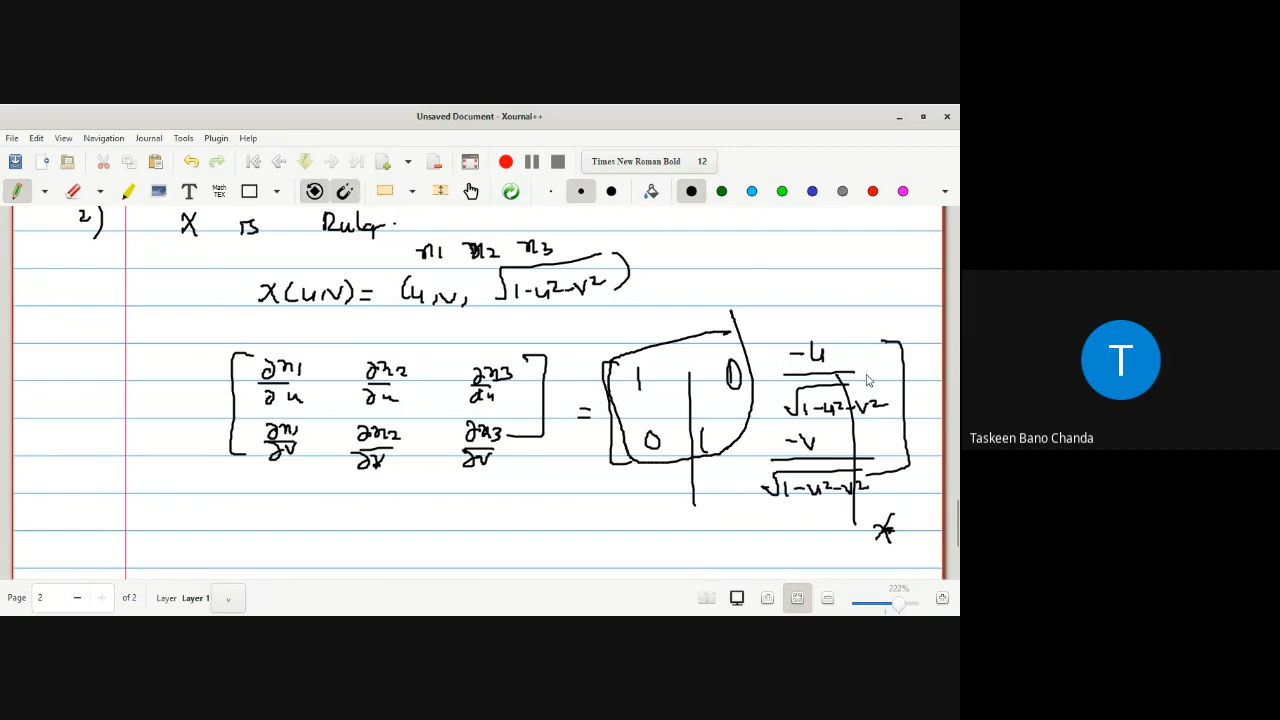 Unsaved Document - Xournal++
File Edit View Navigation Journal Tools Plugin Help
Times New Roman Bold 12
2) X is
x1 x2 x3
X(u,v) = (u,v, √1-u²-v²)
∂x1/∂u ∂x2/∂u ∂x3/∂u = 1 0 -u/√1-u²-v²
∂x1/∂v ∂x2/∂v ∂x3/∂v 0 1 -v/√1-u²-v²
Page 2 of 2 Layer Layer 1 222%
T
Taskeen Bano Chanda